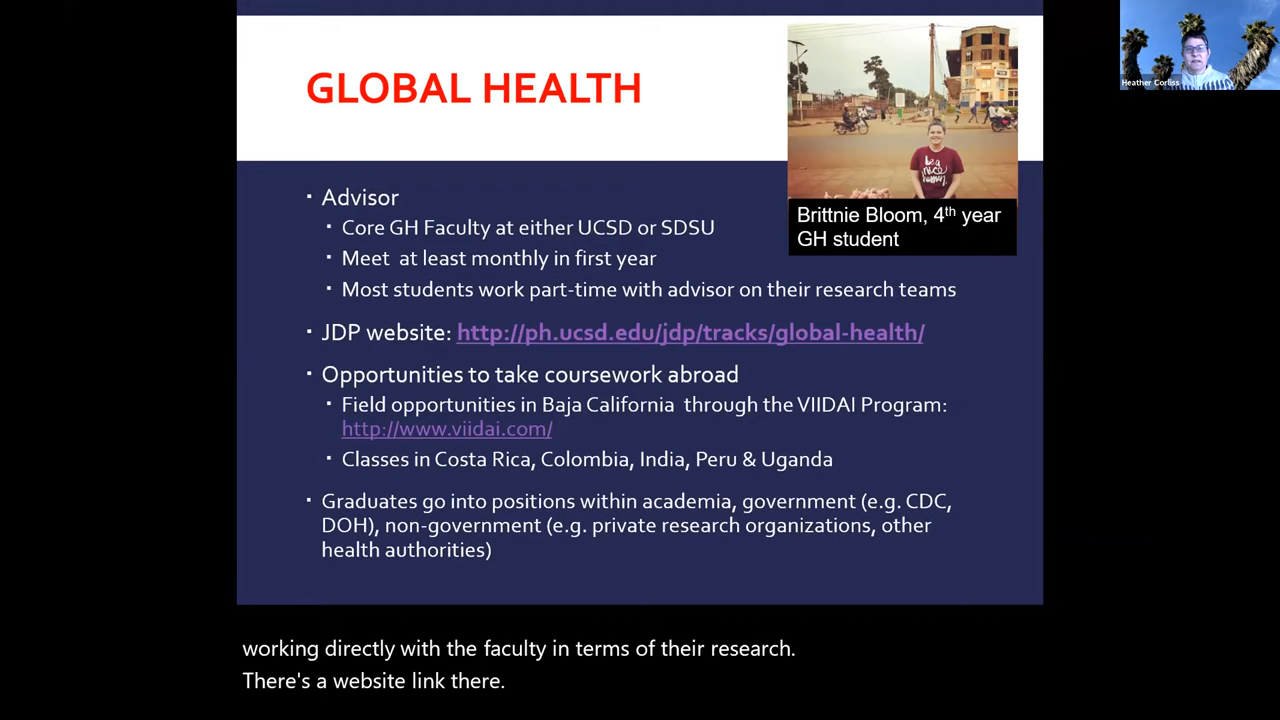 GLOBAL HEALTH
be a
nice
human.
Brittnie Bloom, 4th year
GH student
Heather Corliss
▪ Advisor
▪ Core GH Faculty at either UCSD or SDSU
▪ Meet at least monthly in first year
▪ Most students work part-time with advisor on their research teams
▪ JDP website: http://ph.ucsd.edu/jdp/tracks/global-health/
▪ Opportunities to take coursework abroad
▪ Field opportunities in Baja California through the VIIDAI Program:
http://www.viidai.com/
▪ Classes in Costa Rica, Colombia, India, Peru & Uganda
▪ Graduates go into positions within academia, government (e.g. CDC,
DOH), non-government (e.g. private research organizations, other
health authorities)
working directly with the faculty in terms of their research.
There's a website link there.